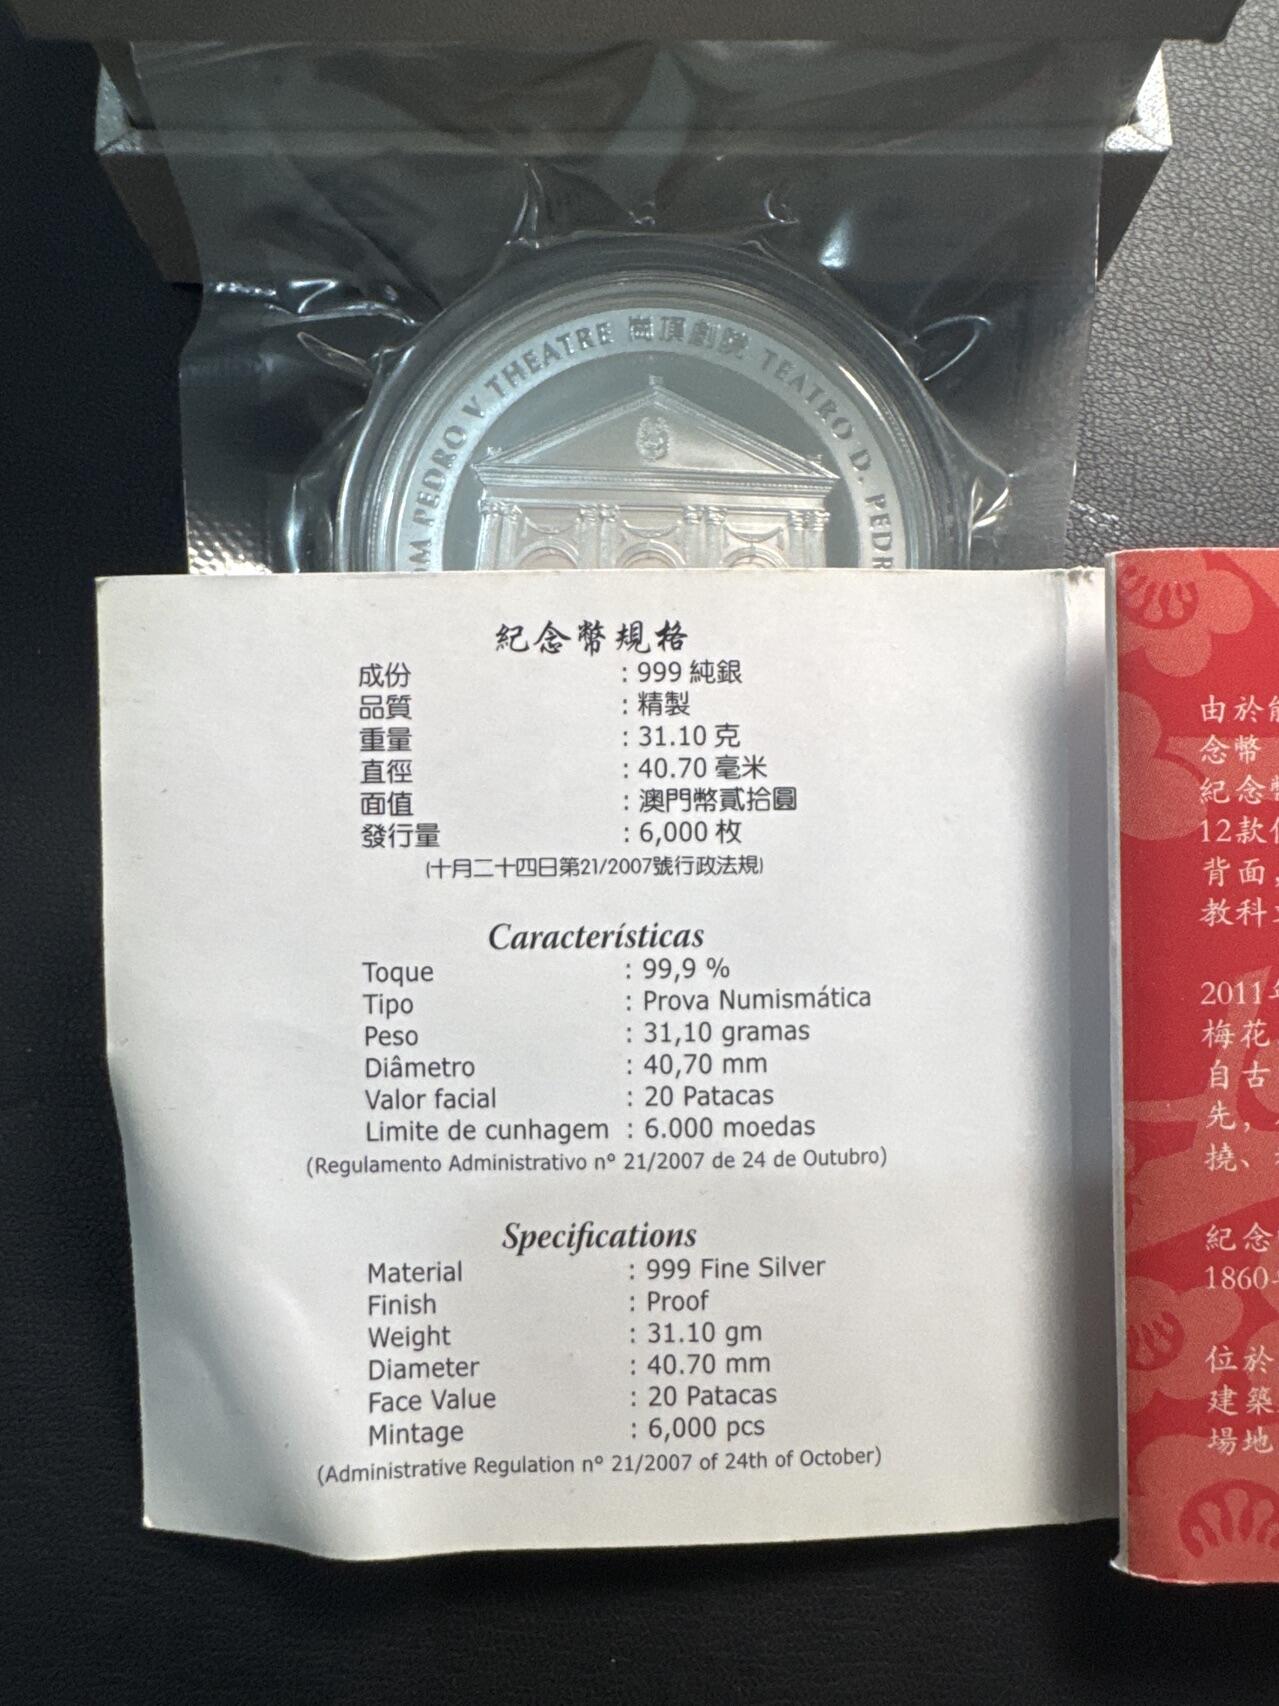 AM PEDRO V THEATRE 崗頂劇院 TEATRO D. PEDR
紀念幣規格
成份 : 999 純銀
品質 : 精製
重量 : 31.10 克
直徑 : 40.70 毫米
面值 : 澳門幣貳拾圓
發行量 : 6,000 枚
(十月二十四日第21/2007號行政法規)
Características
Toque : 99,9 %
Tipo : Prova Numismática
Peso : 31,10 gramas
Diâmetro : 40,70 mm
Valor facial : 20 Patacas
Limite de cunhagem : 6.000 moedas
(Regulamento Administrativo nº 21/2007 de 24 de Outubro)
Specifications
Material : 999 Fine Silver
Finish : Proof
Weight : 31.10 gm
Diameter : 40.70 mm
Face Value : 20 Patacas
Mintage : 6,000 pcs
(Administrative Regulation nº 21/2007 of 24th of October)
由於
念幣
紀念
12款
背面,
教科
2011
梅花
自古
先,
撓、
紀念
1860-
位於
建築
場地